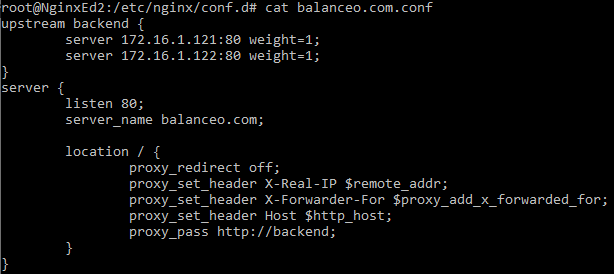 root@NginxEd2:/etc/nginx/conf.d# cat balanceo.com.conf
upstream backend {
        server 172.16.1.121:80 weight=1;
        server 172.16.1.122:80 weight=1;
}
server {
        listen 80;
        server_name balanceo.com;

        location / {
                proxy_redirect off;
                proxy_set_header X-Real-IP $remote_addr;
                proxy_set_header X-Forwarder-For $proxy_add_x_forwarded_for;
                proxy_set_header Host $http_host;
                proxy_pass http://backend;
        }
}